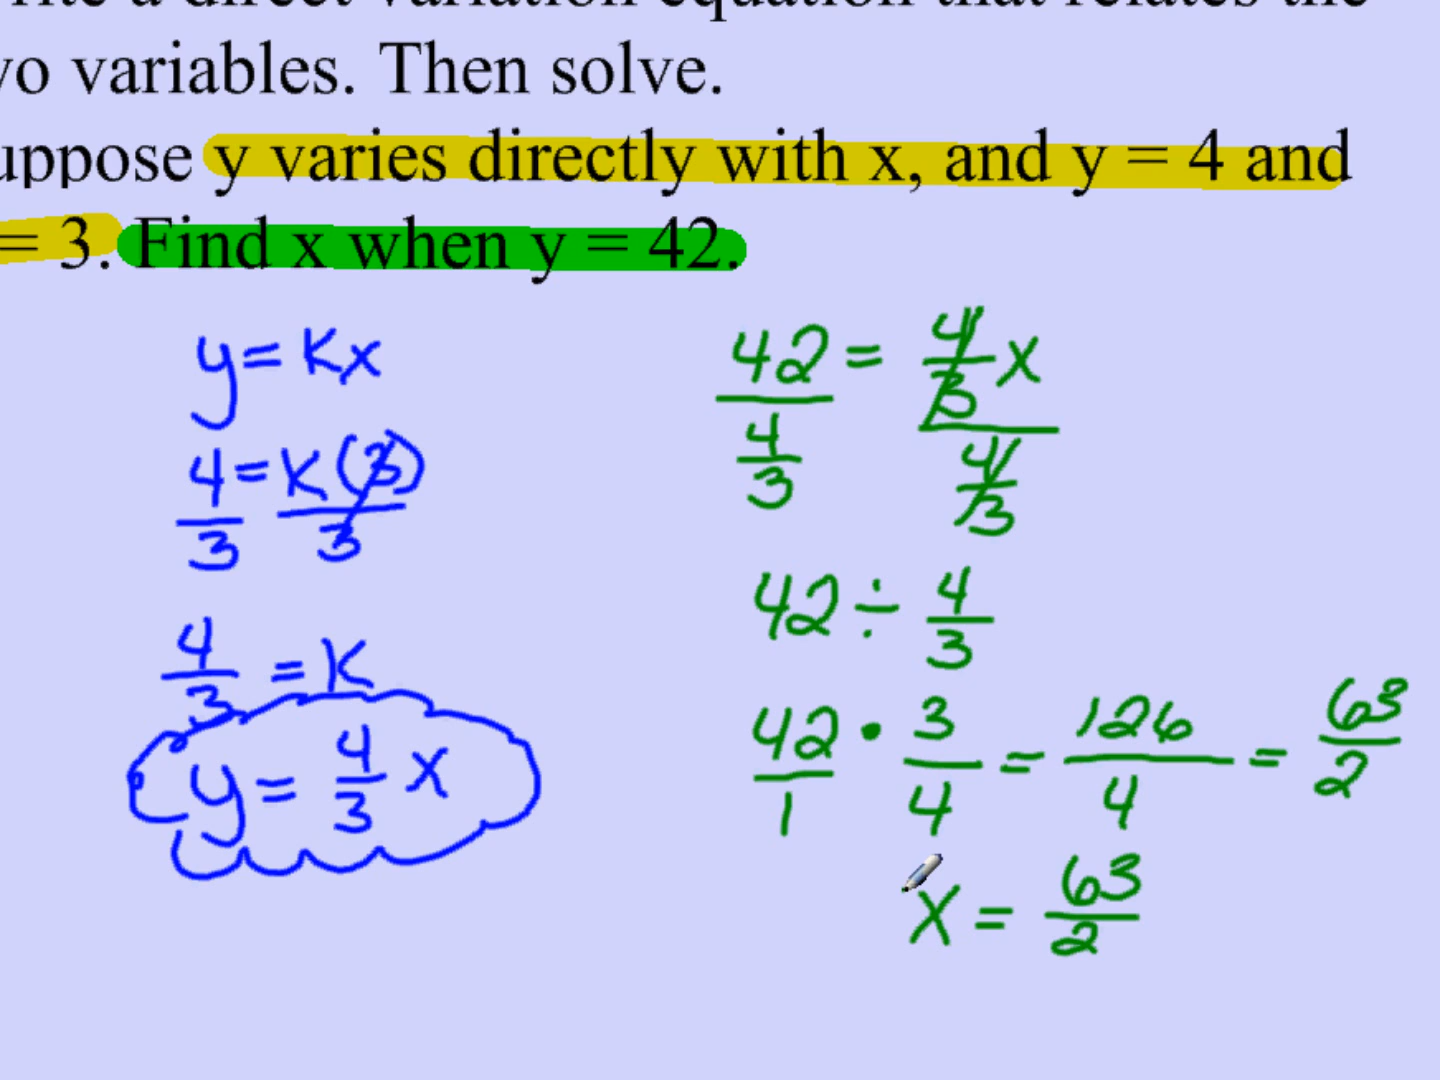 two variables. Then solve.
uppose y varies directly with x, and y = 4 and
= 3. Find x when y = 42.
y = Kx
4/3 = K(3)/3
4/3 = K
y = 4/3 x
42/(4/3) = (4/3 x)/(4/3)
42 ÷ 4/3
42/1 • 3/4 = 126/4 = 63/2
x = 63/2